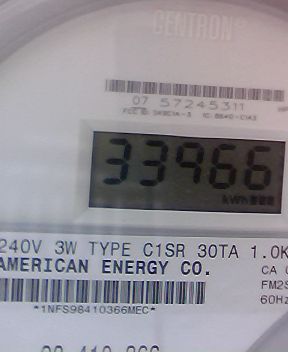 CENTRON®
07 57245311
33966
kWh
240V 3W TYPE C1SR 30TA 1.0K
AMERICAN ENERGY CO.
CA
FM2S
60Hz
*1NFS98410366MEC*